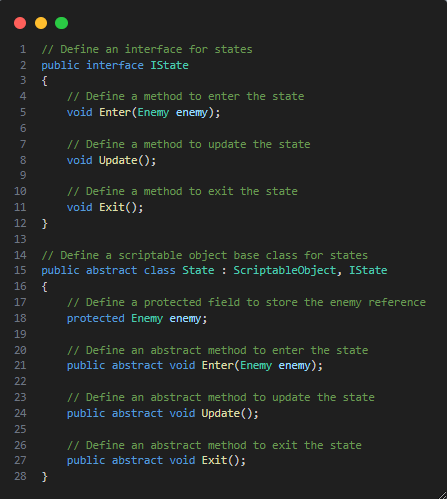 1 // Define an interface for states
2 public interface IState
3 {
4 // Define a method to enter the state
5 void Enter(Enemy enemy);
6
7 // Define a method to update the state
8 void Update();
9
10 // Define a method to exit the state
11 void Exit();
12 }
13
14 // Define a scriptable object base class for states
15 public abstract class State : ScriptableObject, IState
16 {
17 // Define a protected field to store the enemy reference
18 protected Enemy enemy;
19
20 // Define an abstract method to enter the state
21 public abstract void Enter(Enemy enemy);
22
23 // Define an abstract method to update the state
24 public abstract void Update();
25
26 // Define an abstract method to exit the state
27 public abstract void Exit();
28 }